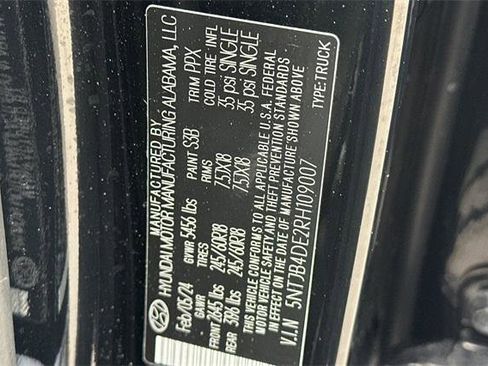 MANUFACTURED BY
HYUNDAI MOTOR MANUFACTURING ALABAMA, LLC
Feb/05/24 GVWR 5456 lbs PAINT S3B TRIM PPX
GAWR TIRES RIMS COLD TIRE INFL
FRONT 2645 lbs 245/60R18 7.5JX18 35 psi SINGLE
REAR 3168 lbs 245/60R18 7.5JX18 35 psi SINGLE
THIS VEHICLE CONFORMS TO ALL APPLICABLE U.S.A. FEDERAL
MOTOR VEHICLE SAFETY AND THEFT PREVENTION STANDARDS
IN EFFECT ON THE DATE OF MANUFACTURE SHOWN ABOVE
V.I.N 5NTJB4DE2RH109007 TYPE:TRUCK